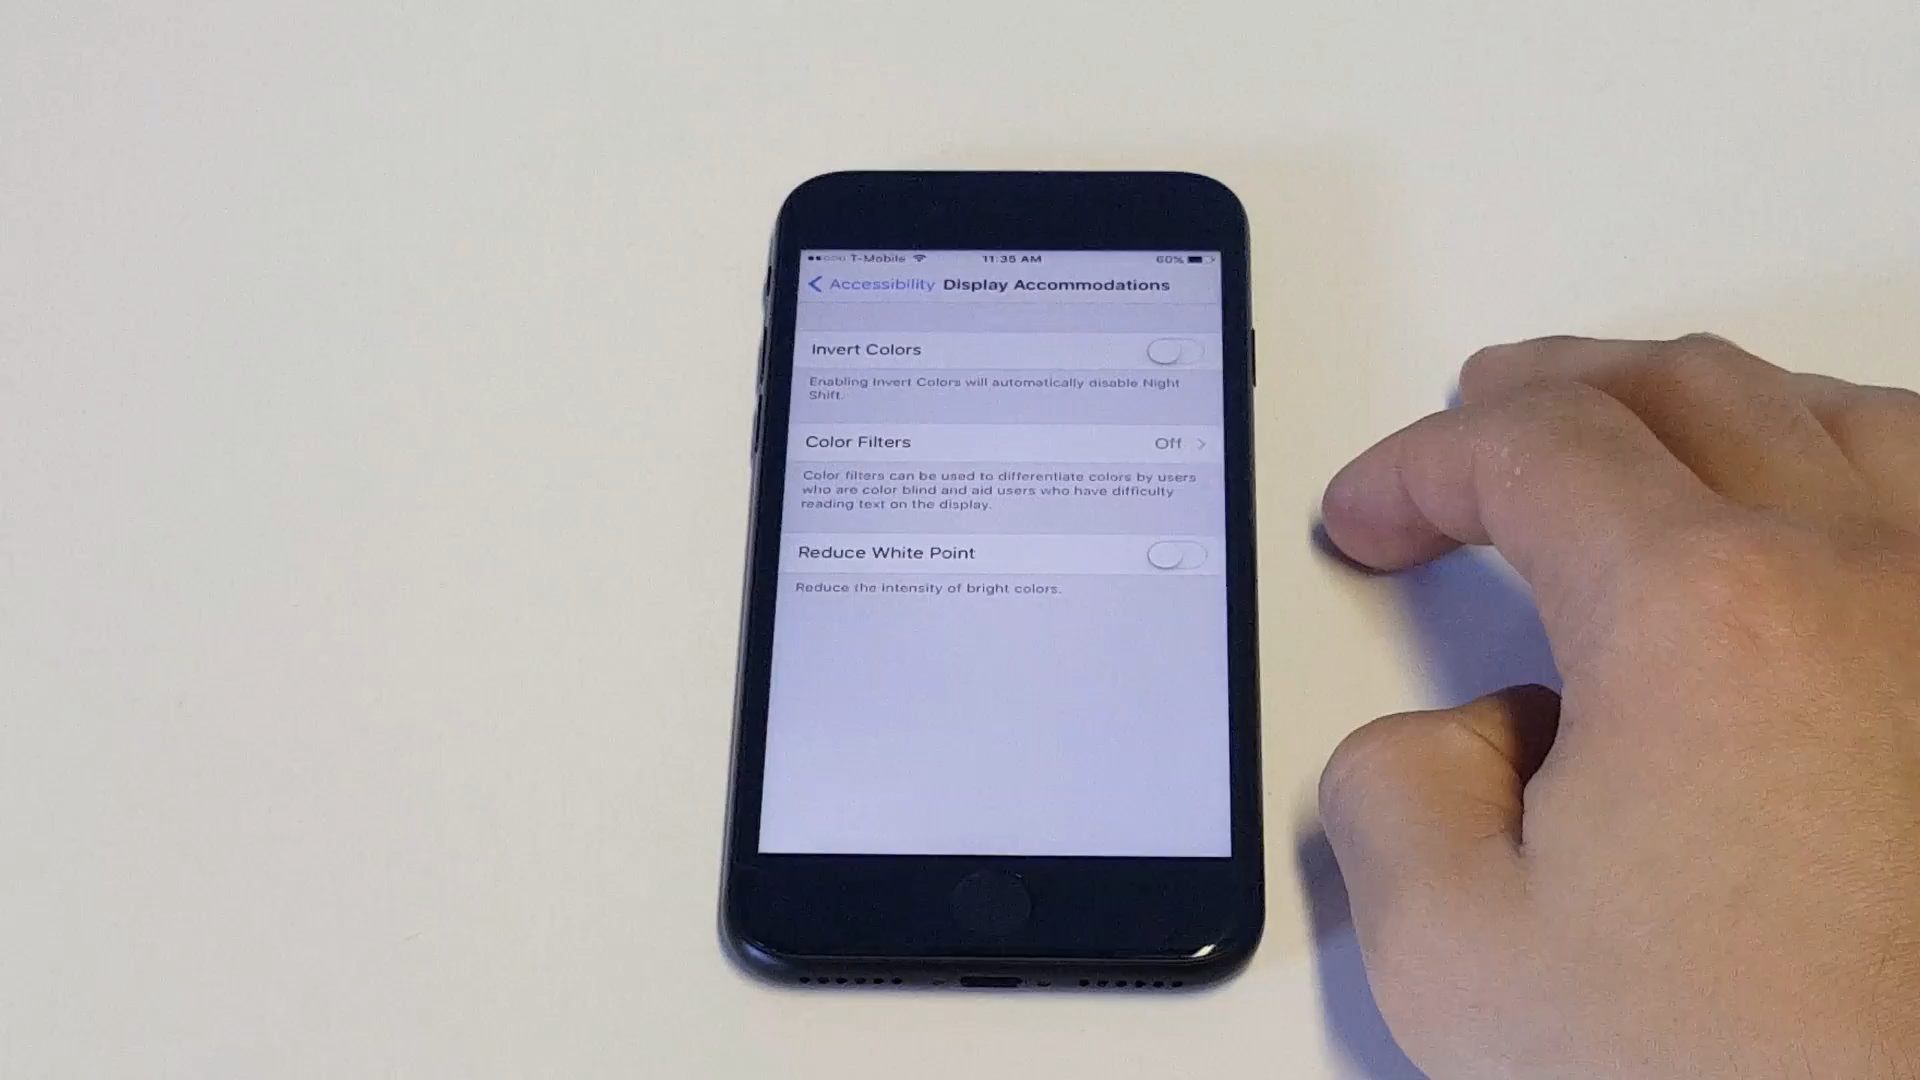 T-Mobile 11:35 AM 60%
Accessibility Display Accommodations
Invert Colors
Enabling Invert Colors will automatically disable Night
Shift.
Color Filters Off
Color filters can be used to differentiate colors by users
who are color blind and aid users who have difficulty
reading text on the display.
Reduce White Point
Reduce the intensity of bright colors.